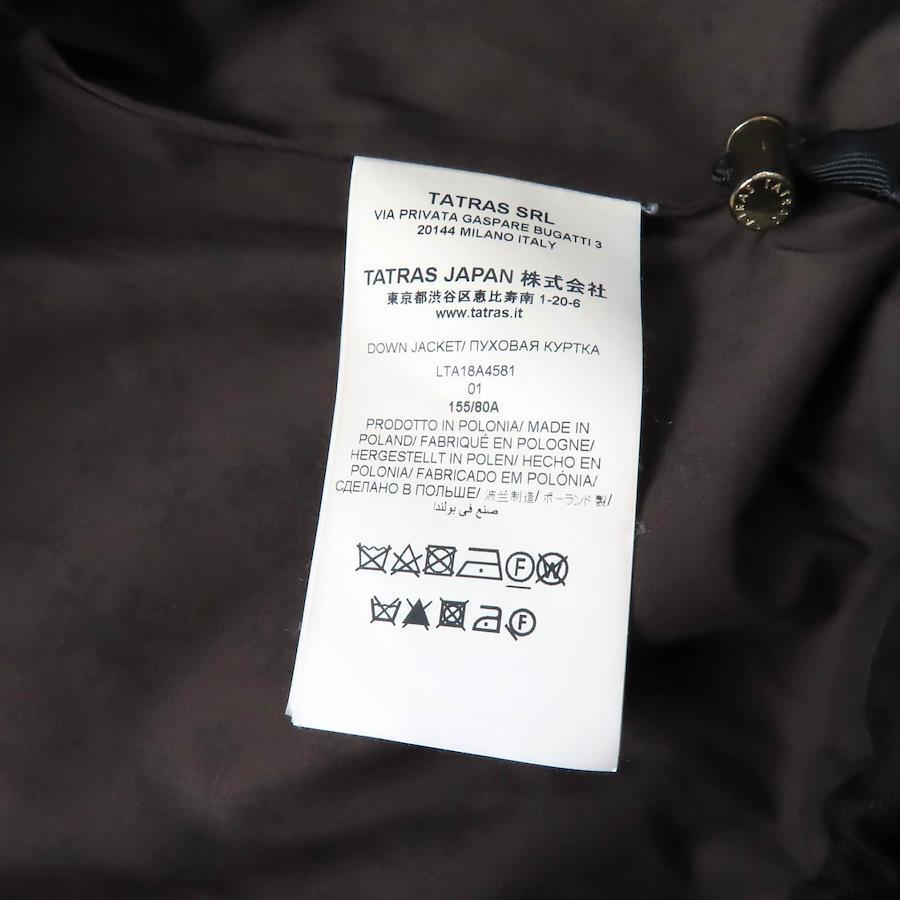 TATRAS SRL
VIA PRIVATA GASPARE BUGATTI 3
20144 MILANO ITALY
TATRAS JAPAN 株式会社
東京都渋谷区恵比寿南 1-20-6
www.tatras.it
DOWN JACKET/ ПУХОВАЯ КУРТКА
LTA18A4581
01
155/80A
PRODOTTO IN POLONIA/ MADE IN
POLAND/ FABRIQUÉ EN POLOGNE/
HERGESTELLT IN POLEN/ HECHO EN
POLONIA/ FABRICADO EM POLÓNIA/
СДЕЛАНО В ПОЛЬШЕ/ 波兰制造/ ポーランド製/
صنع في بولندا
F W
F
TATRAS